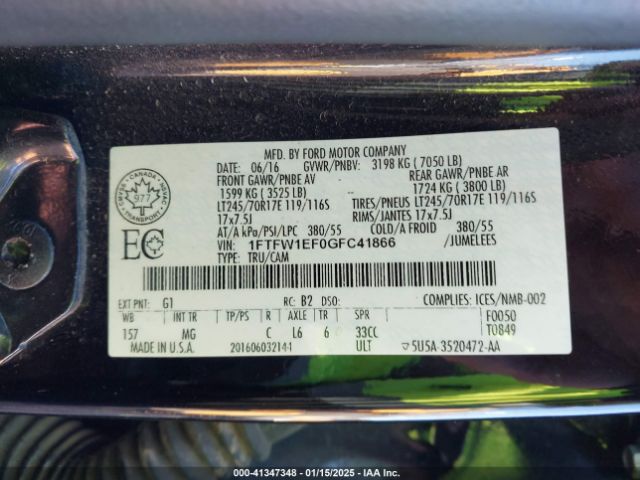 MFD. BY FORD MOTOR COMPANY
DATE: 06/16 GVWR/PNBV: 3198 KG ( 7050 LB)
FRONT GAWR/PNBE AV REAR GAWR/PNBE AR
1599 KG ( 3525 LB) 1724 KG ( 3800 LB)
LT245/70R17E 119/116S TIRES/PNEUS LT245/70R17E 119/116S
17x7.5J RIMS/JANTES 17x7.5J
AT/A kPa/PSI/LPC 380/55 COLD/A FROID 380/55
VIN: 1FTFW1EF0GFC41866 /JUMELEES
TYPE: TRU/CAM
977
TRANSPORT
EC
EXT PNT: G1 RC: B2 DSO: COMPLIES: ICES/NMB-002
WB INT TR TP/PS R AXLE TR SPR F0050
157 MG C L6 6 33CC T0849
MADE IN U.S.A. 20160603214-1 ULT 5U5A-3520472-AA
000-41347348 - 01/15/2025 - IAA Inc.